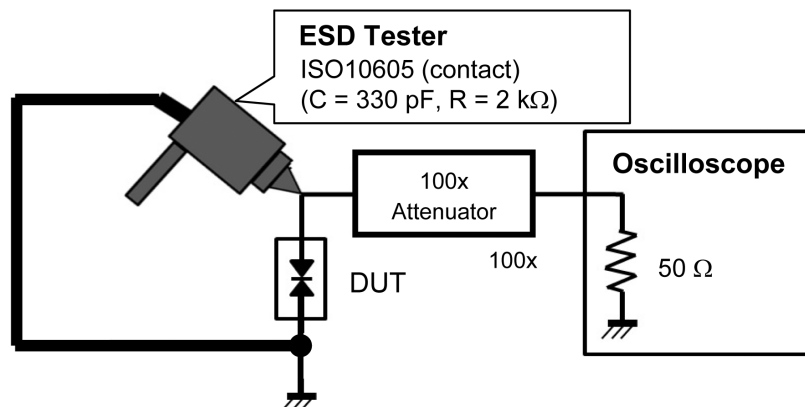 ESD Tester
ISO10605 (contact)
(C = 330 pF, R = 2 kΩ)
100x
Attenuator
100x
Oscilloscope
50 Ω
DUT